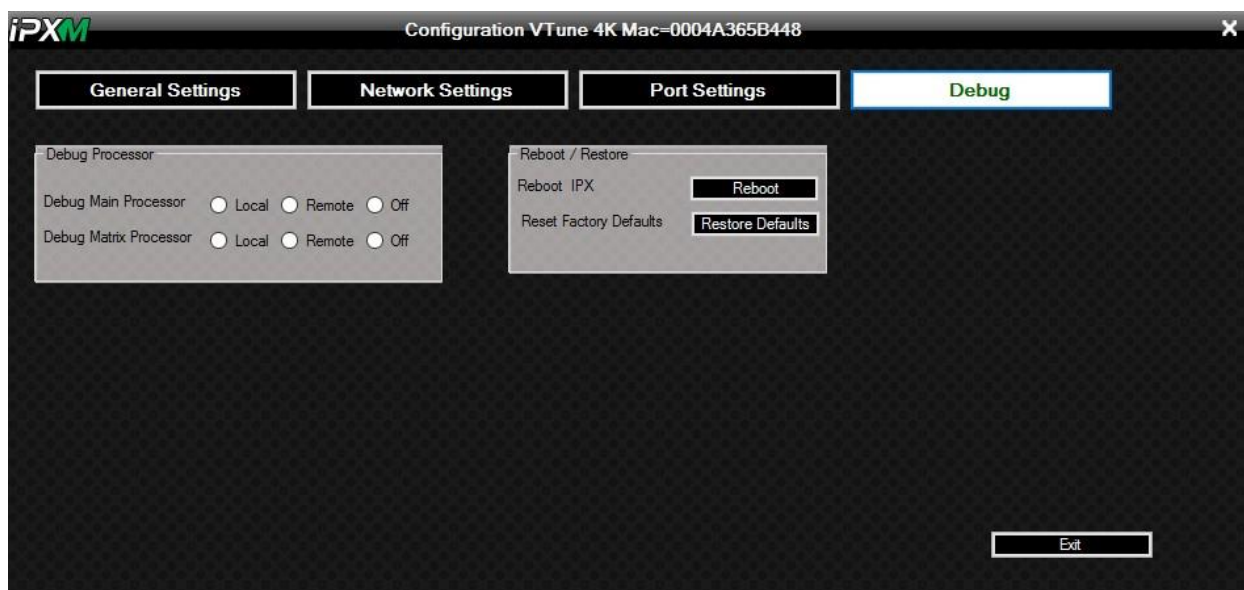 iPXM
Configuration VTune 4K Mac=0004A365B448
X
General Settings
Network Settings
Port Settings
Debug
Debug Processor
Debug Main Processor Local Remote Off
Debug Matrix Processor Local Remote Off
Reboot / Restore
Reboot IPX Reboot
Reset Factory Defaults Restore Defaults
Exit